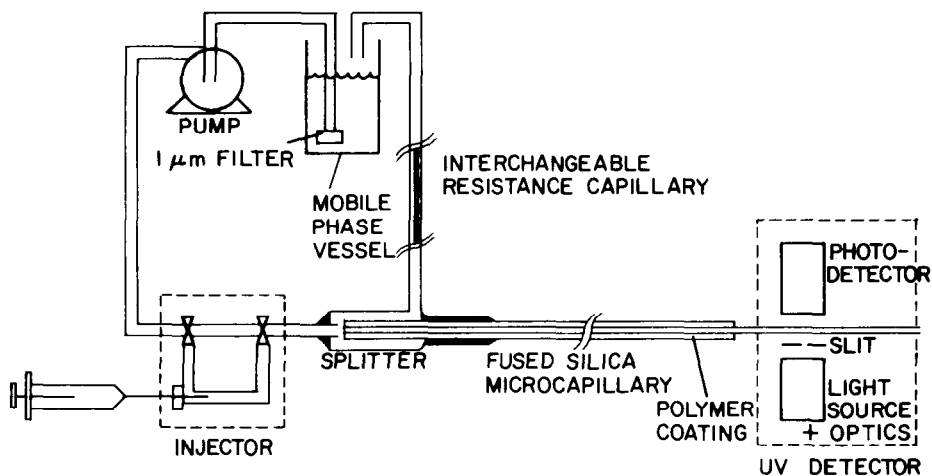 PUMP
1 μm FILTER
MOBILE
PHASE
VESSEL
INTERCHANGEABLE
RESISTANCE CAPILLARY
PHOTO-
DETECTOR
SPLITTER
FUSED SILICA
MICROCAPILLARY
SLIT
POLYMER
COATING
LIGHT
SOURCE
+ OPTICS
INJECTOR
UV DETECTOR